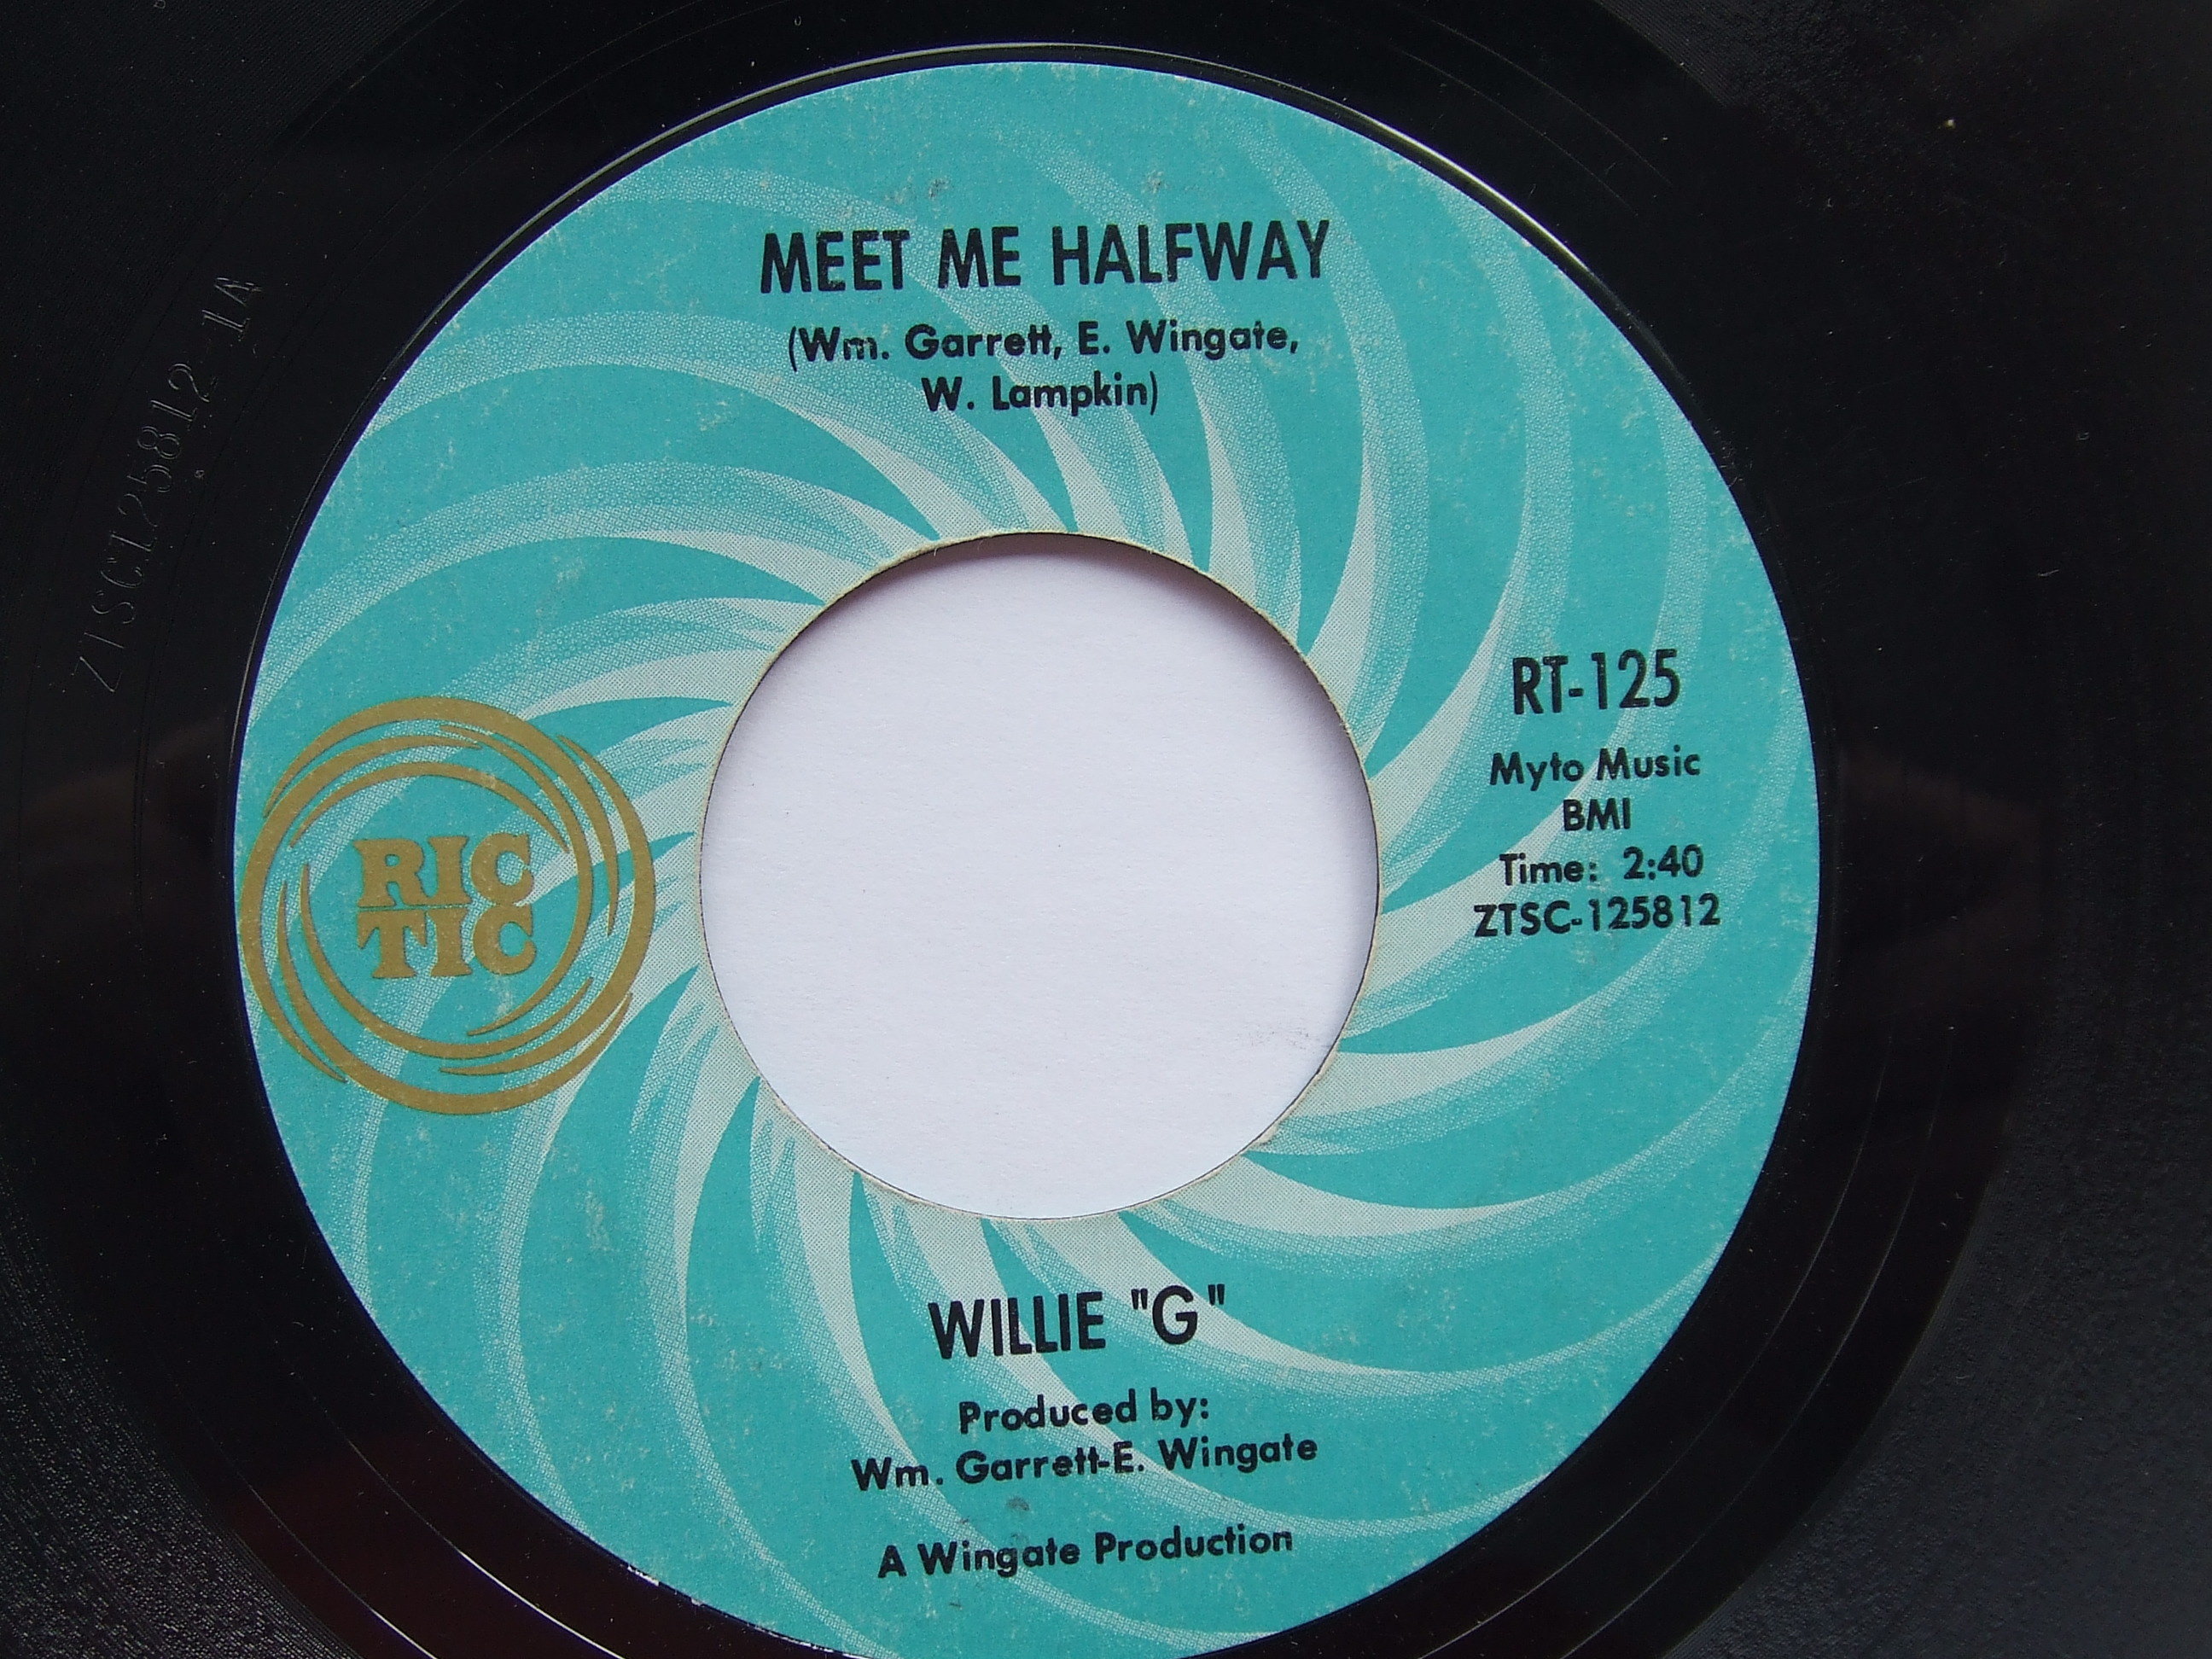 MEET ME HALFWAY
(Wm. Garrett, E. Wingate,
W. Lampkin)
ZTSC125812 1A
RIC
TIC
RT-125
Myto Music
BMI
Time: 2:40
ZTSC-125812
WILLIE "G"
Produced by:
Wm. Garrett-E. Wingate
A Wingate Production